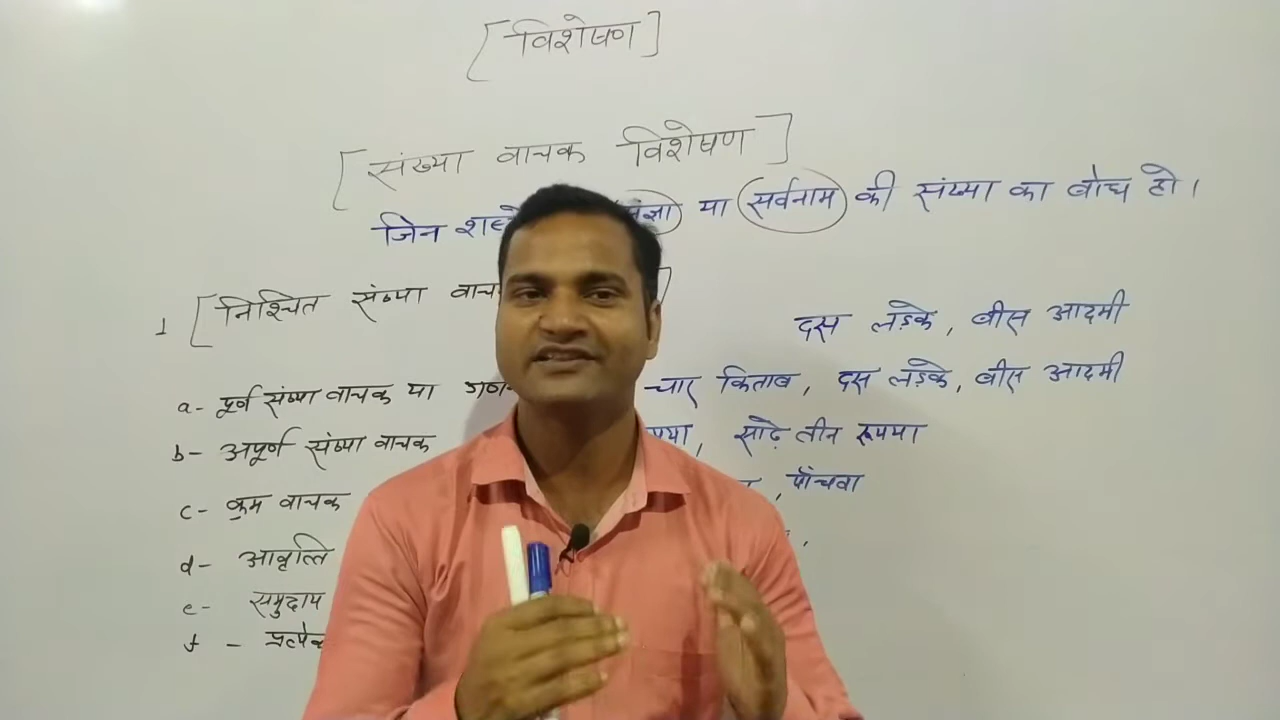 [विशेषण]
[संख्या वाचक विशेषण]
जिन संज्ञा या सर्वनाम की संख्या का बोध हो।
1 [निश्चित संख्या ]
दस लड़के, बीस आदमी
a- पूर्ण संख्या वाचक या चार किताब, दस लड़के, बीस आदमी
b- अपूर्ण संख्या वाचक साढ़े तीन रूपया
c- क्रम वाचक , पाँचवा
d- आवृत्ति
e- समुदाय
f - प्रत्येक